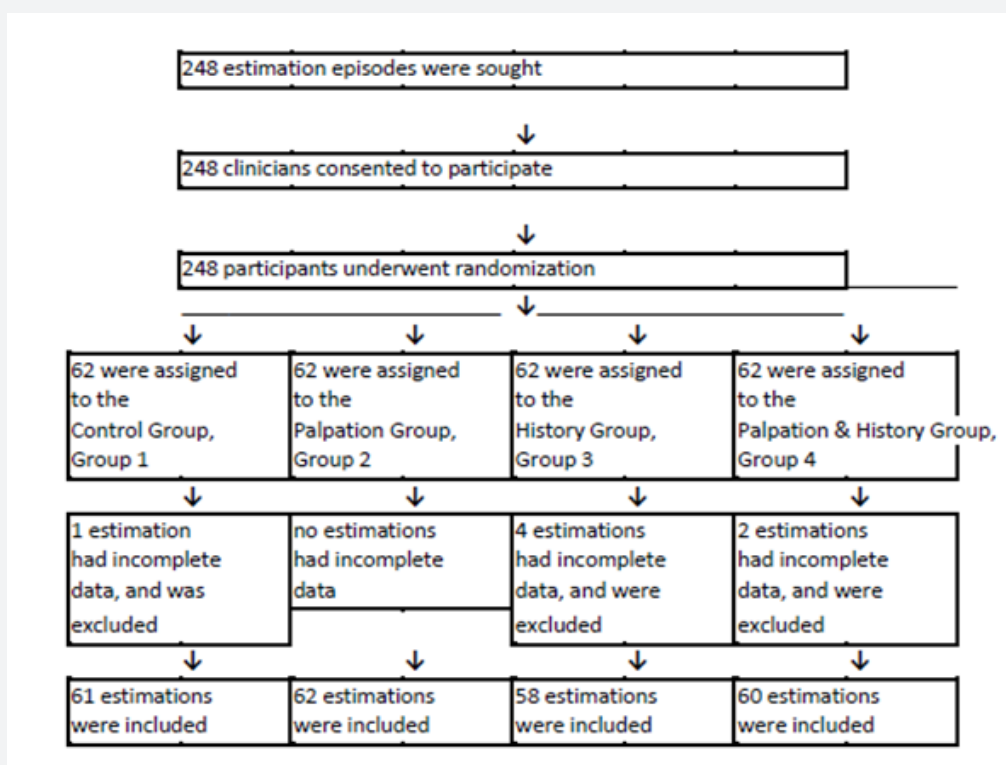 248 estimation episodes were sought
248 clinicians consented to participate
248 participants underwent randomization
62 were assigned
to the
Control Group,
Group 1
62 were assigned
to the
Palpation Group,
Group 2
62 were assigned
to the
History Group,
Group 3
62 were assigned
to the
Palpation & History Group,
Group 4
1 estimation
had incomplete
data, and was
excluded
no estimations
had incomplete
data
4 estimations
had incomplete
data, and were
excluded
2 estimations
had incomplete
data, and were
excluded
61 estimations
were included
62 estimations
were included
58 estimations
were included
60 estimations
were included